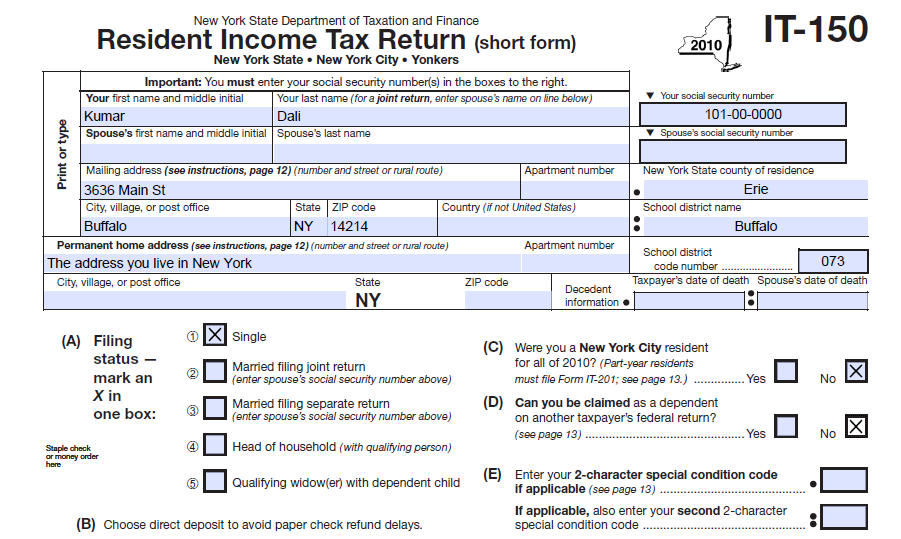 New York State Department of Taxation and Finance
Resident Income Tax Return (short form)
New York State • New York City • Yonkers
2010
IT-150
Important: You must enter your social security number(s) in the boxes to the right.
Print or type
Your first name and middle initial Your last name (for a joint return, enter spouse's name on line below)
▼ Your social security number
Kumar Dali
101-00-0000
Spouse's first name and middle initial Spouse's last name
▼ Spouse's social security number
Mailing address (see instructions, page 12) (number and street or rural route) Apartment number
New York State county of residence
3636 Main St
Erie
City, village, or post office State ZIP code Country (if not United States)
School district name
Buffalo NY 14214
Buffalo
Permanent home address (see instructions, page 12) (number and street or rural route) Apartment number
The address you live in New York
School district
code number ........................ 073
City, village, or post office State ZIP code
NY
Decedent
information
Taxpayer's date of death Spouse's date of death
(A) Filing
status —
mark an
X in
one box:
① X Single
② Married filing joint return
(enter spouse's social security number above)
③ Married filing separate return
(enter spouse's social security number above)
④ Head of household (with qualifying person)
⑤ Qualifying widow(er) with dependent child
Staple check
or money order
here
(B) Choose direct deposit to avoid paper check refund delays.
(C) Were you a New York City resident
for all of 2010? (Part-year residents
must file Form IT-201; see page 13.) ............... Yes No X
(D) Can you be claimed as a dependent
on another taxpayer's federal return?
(see page 13) ................................................ Yes No X
(E) Enter your 2-character special condition code
if applicable (see page 13) ............................................
If applicable, also enter your second 2-character
special condition code .................................................